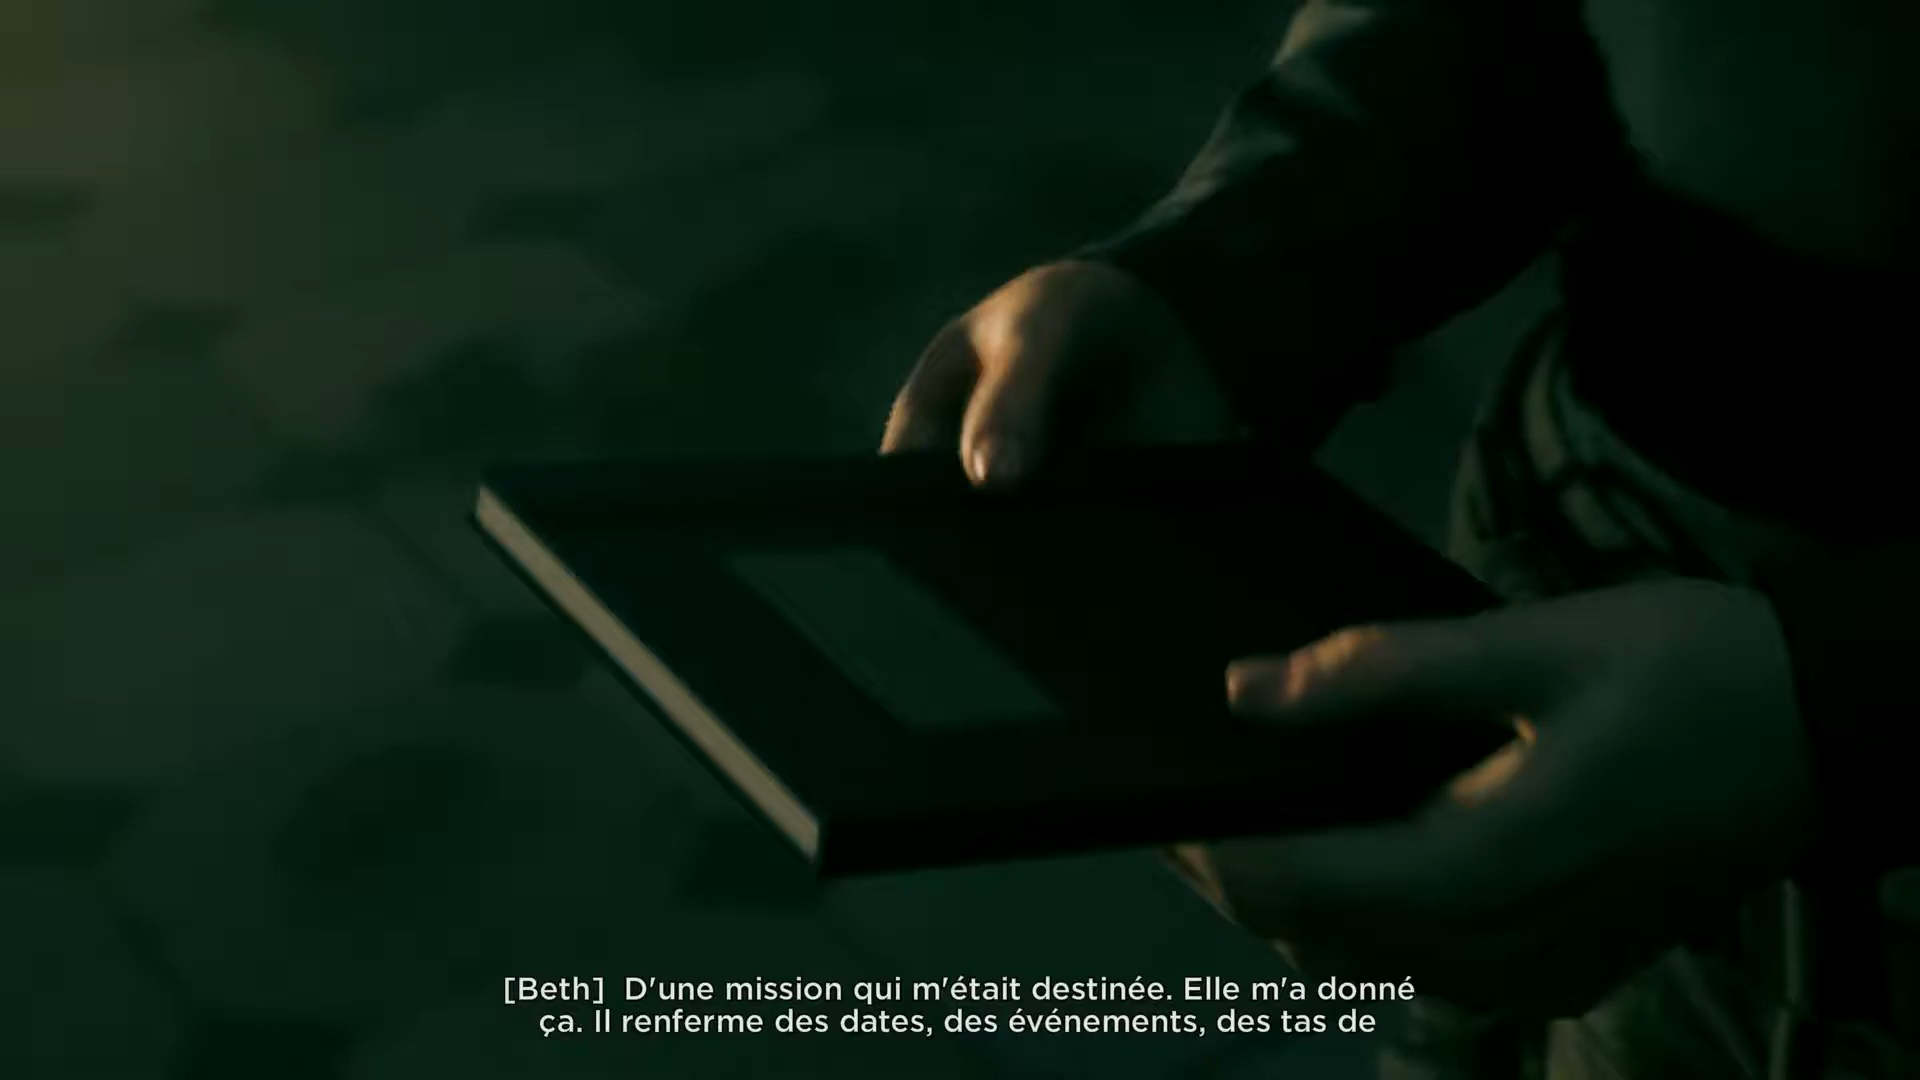 [Beth] D'une mission qui m'était destinée. Elle m'a donné
ça. Il renferme des dates, des événements, des tas de